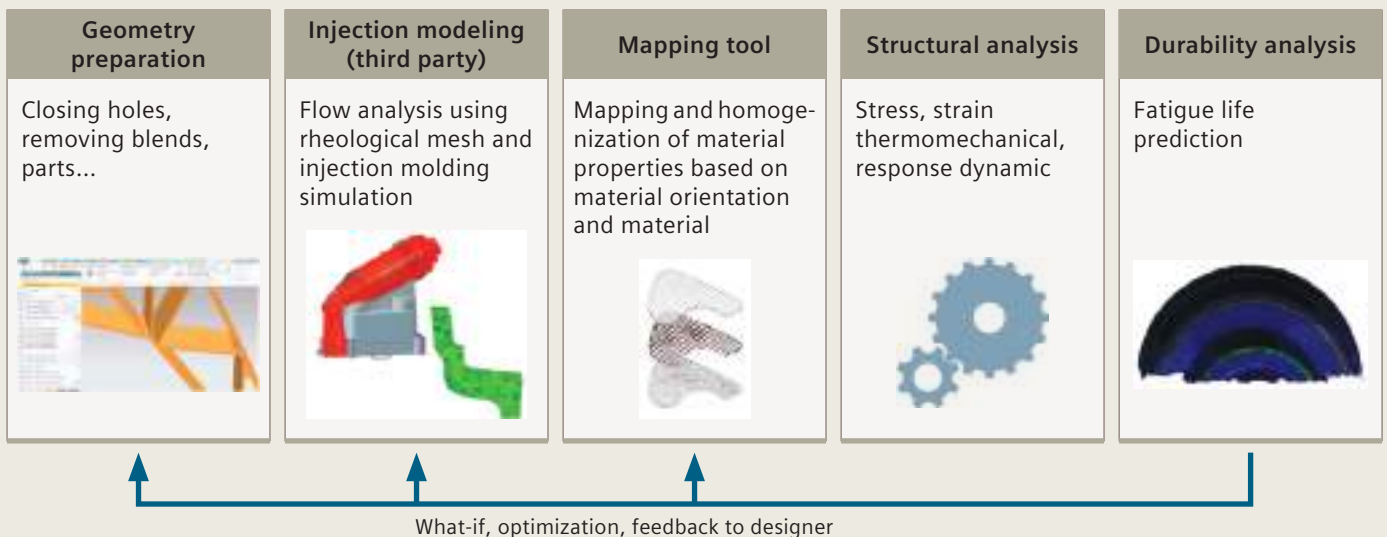 Geometry
preparation
Closing holes,
removing blends,
parts...
Injection modeling
(third party)
Flow analysis using
rheological mesh and
injection molding
simulation
Mapping tool
Mapping and homoge-
nization of material
properties based on
material orientation
and material
Structural analysis
Stress, strain
thermomechanical,
response dynamic
Durability analysis
Fatigue life
prediction
What-if, optimization, feedback to designer